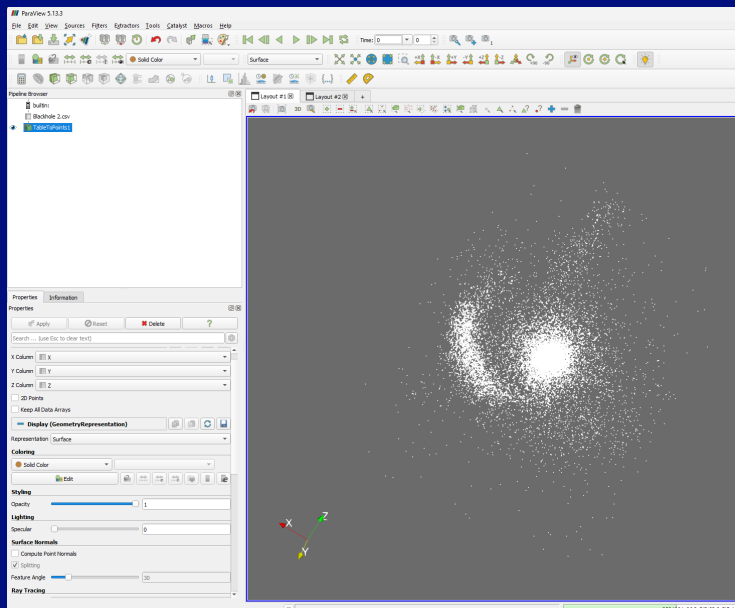 ParaView 5.13.3
File Edit View Sources Filters Extractors Tools Catalyst Macros Help
Time: 0 0
Solid Color Surface
Pipeline Browser
Layout #1 Layout #2 +
3D
builtin:
Blackhole 2.csv
TableToPoints1
Properties Information
Properties
Apply Reset Delete ?
Search ... (use Esc to clear text)
X Column X
Y Column Y
Z Column Z
2D Points
Keep All Data Arrays
Display (GeometryRepresentation)
Representation Surface
Coloring
Solid Color
Edit
Styling
Opacity 1
Lighting
Specular 0
Surface Normals
Compute Point Normals
Splitting
Feature Angle 30
Ray Tracing
X
Z
Y